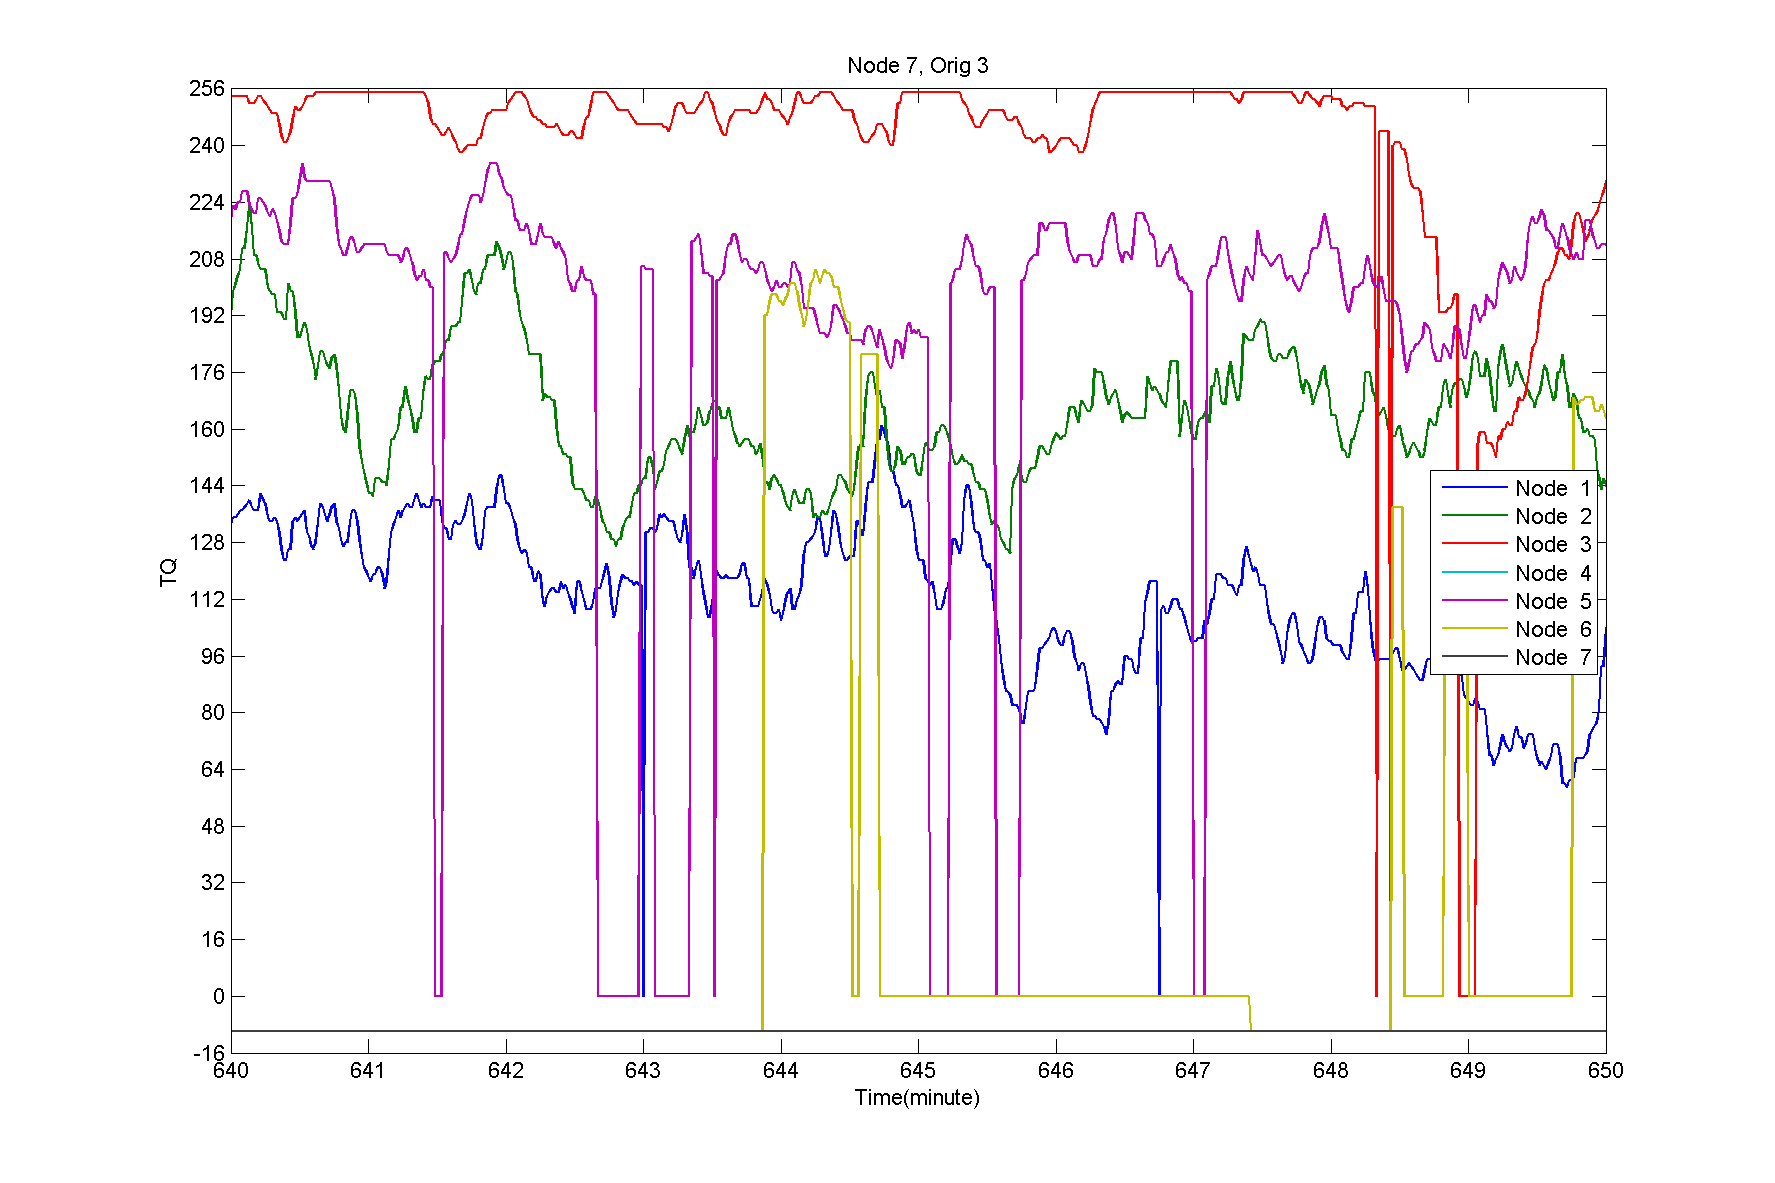 Node 7, Orig 3
256
240
224
208
192
176
160
144
128
112
96
80
64
48
32
16
0
-16
TQ
Node 1
Node 2
Node 3
Node 4
Node 5
Node 6
Node 7
640 641 642 643 644 645 646 647 648 649 650
Time(minute)